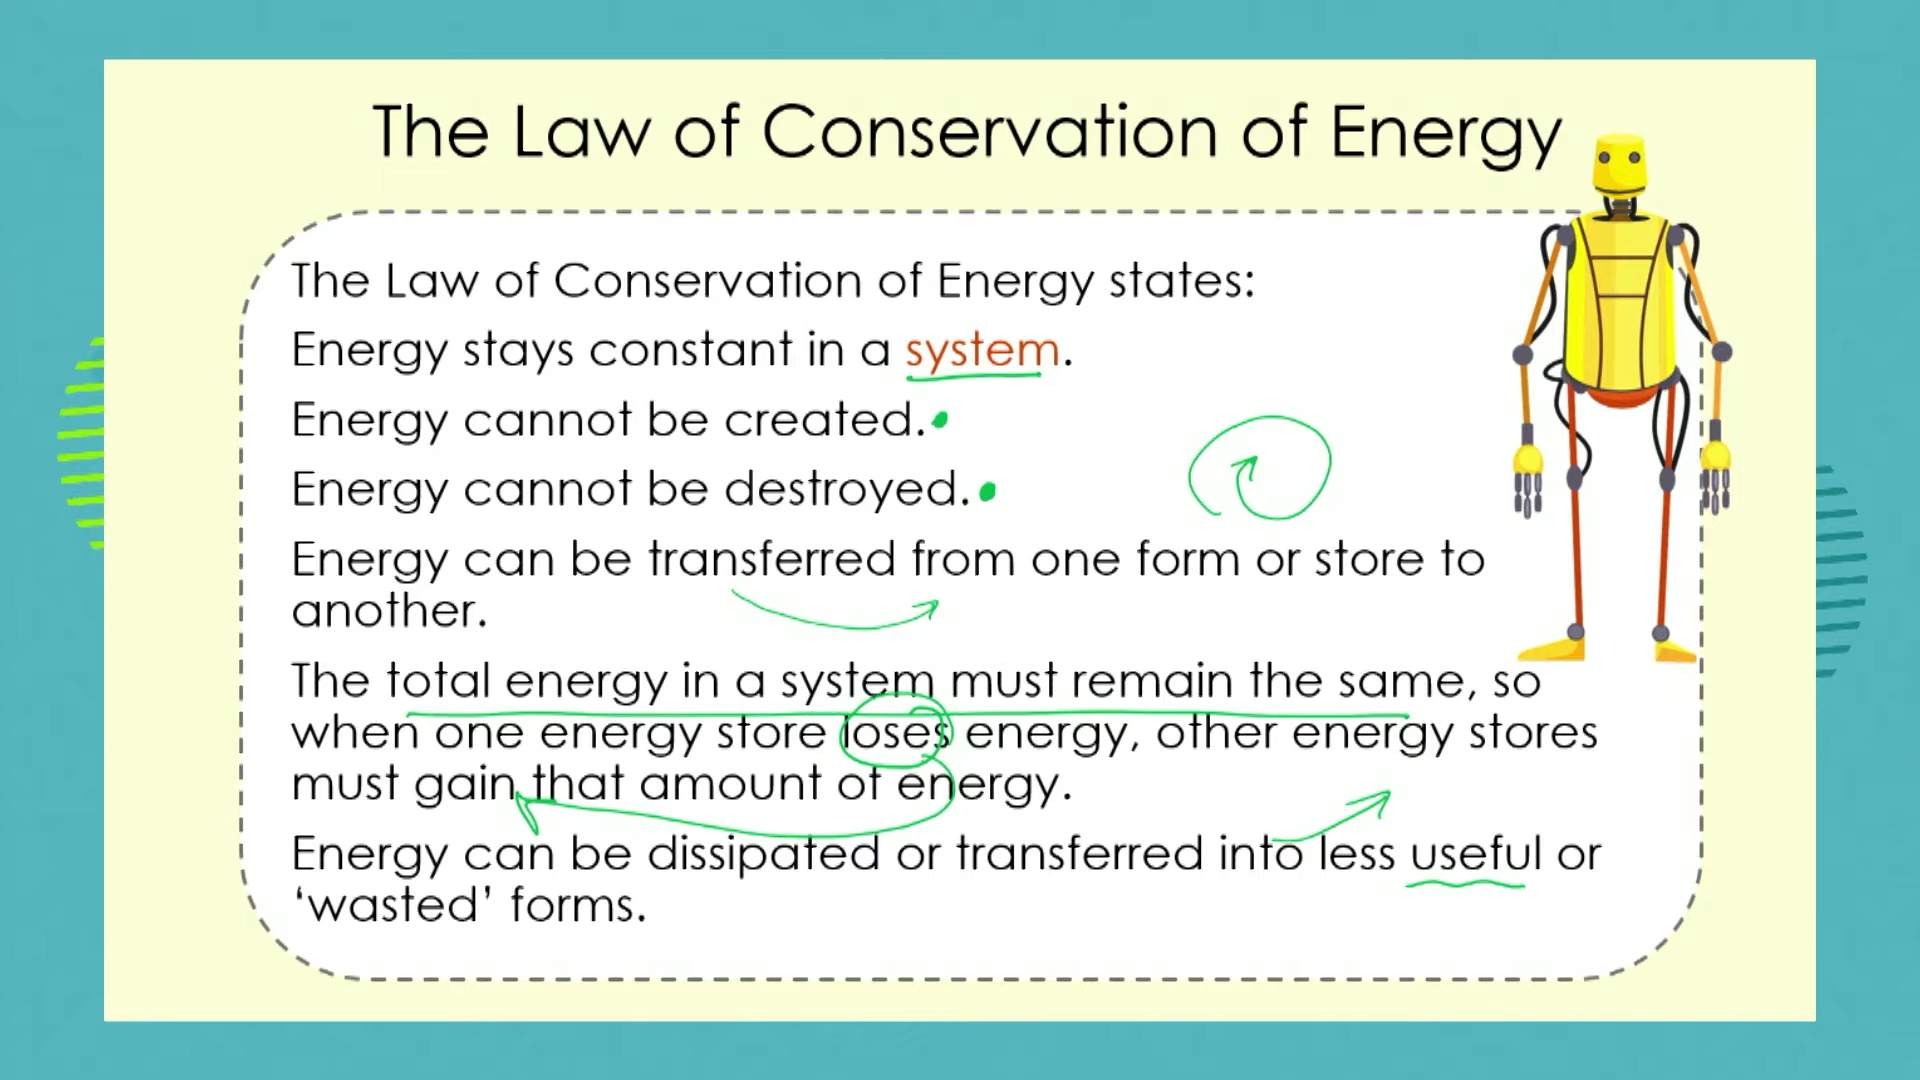 The Law of Conservation of Energy
The Law of Conservation of Energy states:
Energy stays constant in a system.
Energy cannot be created.
Energy cannot be destroyed.
Energy can be transferred from one form or store to
another.
The total energy in a system must remain the same, so
when one energy store loses energy, other energy stores
must gain that amount of energy.
Energy can be dissipated or transferred into less useful or
‘wasted’ forms.